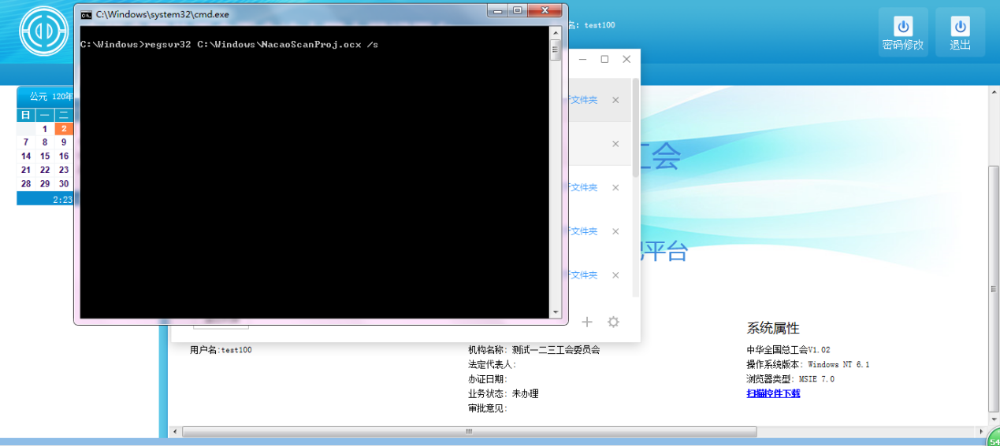 C:\Windows\system32\cmd.exe
C:\Windows>regsvr32 C:\Windows\NacaoScanProj.ocx /s
名: test100
密码修改
退出
公元 120年
日 一 二
1 2
7 8 9
14 15 16
21 22 23
28 29 30
2:23
文件夹
文件夹
文件夹
文件夹
工会
平台
用户名:test100
机构名称: 测试一二三工会委员会
法定代表人:
办证日期:
业务状态: 未办理
审批意见:
系统属性
中华全国总工会V1.02
操作系统版本: Windows NT 6.1
浏览器类型: MSIE 7.0
扫描控件下载
54